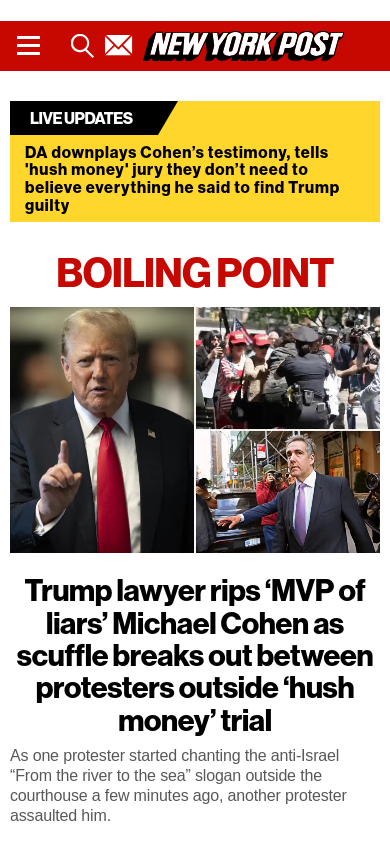 NEW YORK POST
LIVE UPDATES
DA downplays Cohen’s testimony, tells
'hush money' jury they don’t need to
believe everything he said to find Trump
guilty
BOILING POINT
Trump lawyer rips ‘MVP of
liars’ Michael Cohen as
scuffle breaks out between
protesters outside ‘hush
money’ trial
As one protester started chanting the anti-Israel
“From the river to the sea” slogan outside the
courthouse a few minutes ago, another protester
assaulted him.